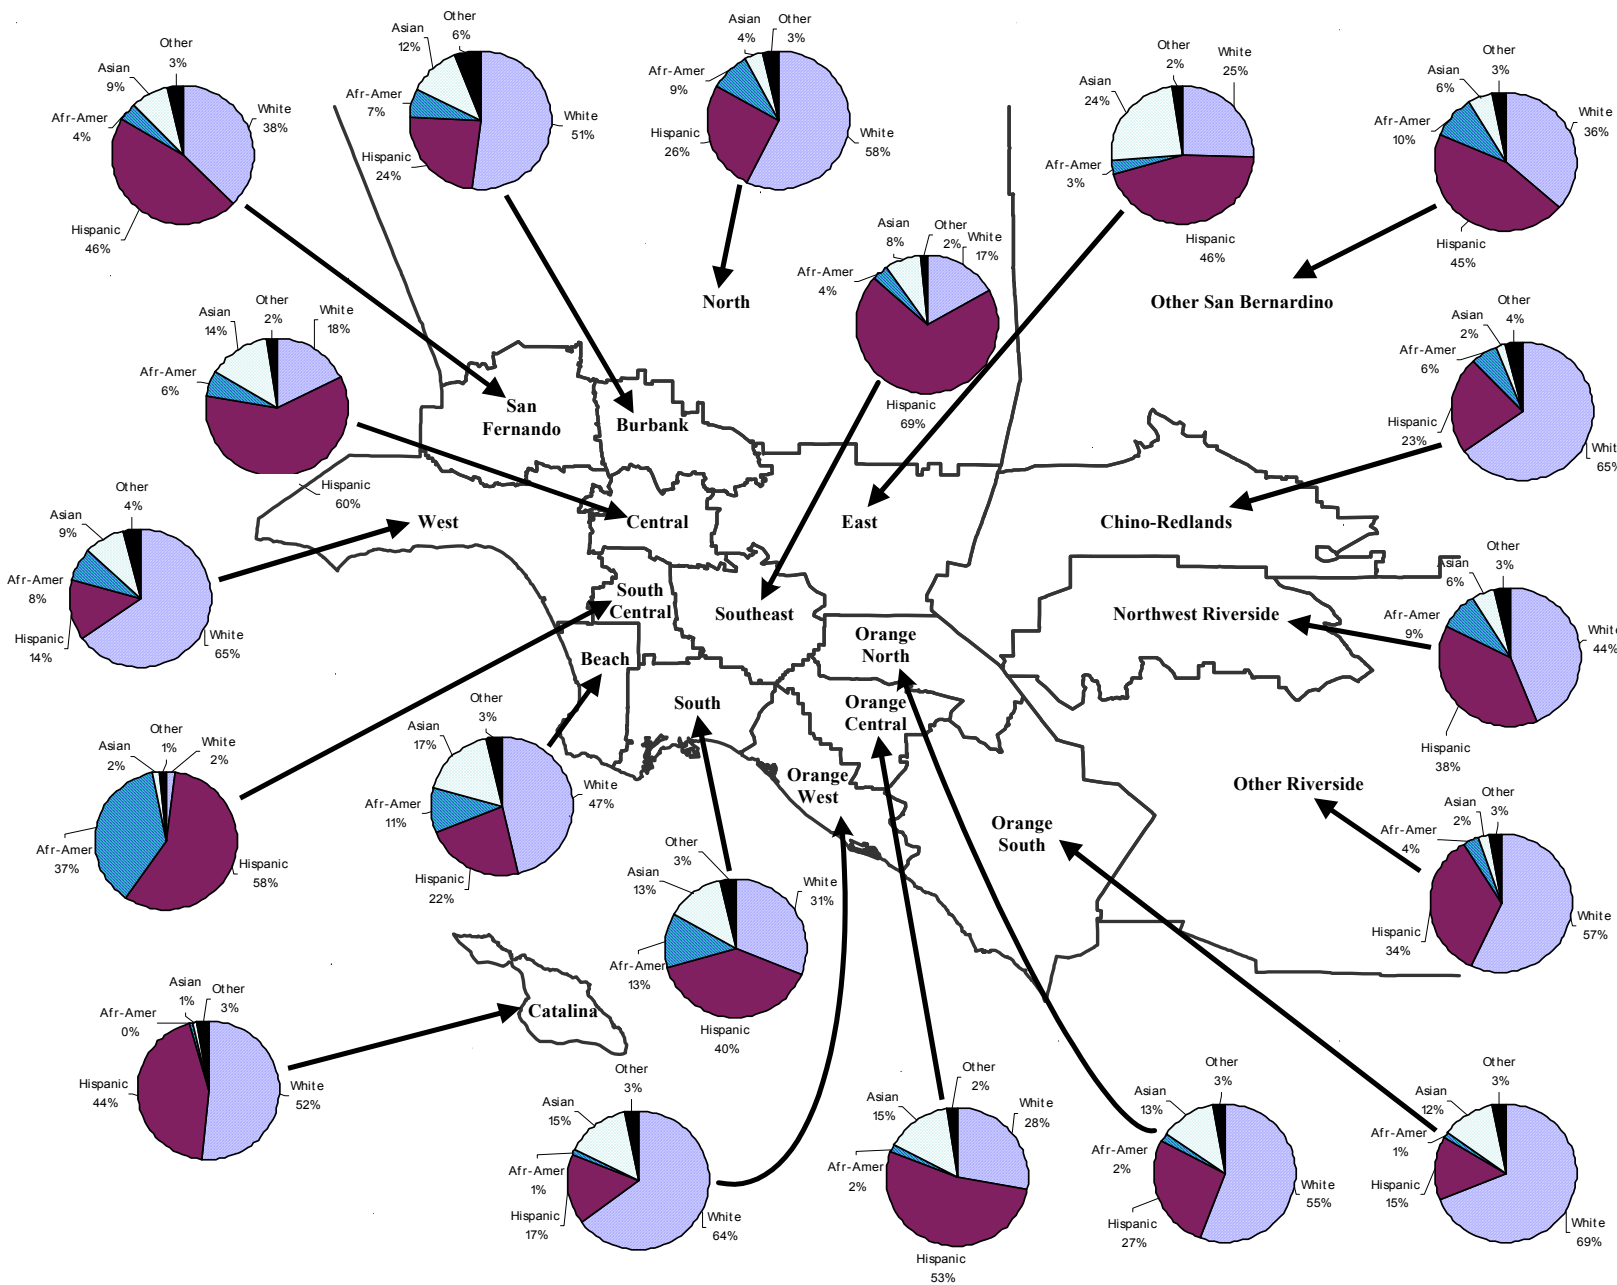 Other
3%
Asian
9%
Afr-Amer
4%
White
38%
Hispanic
46%
Other
6%
Asian
12%
Afr-Amer
7%
White
51%
Hispanic
24%
Asian
4%
Other
3%
Afr-Amer
9%
Hispanic
26%
White
58%
Other
2%
White
25%
Asian
24%
Afr-Amer
3%
Hispanic
46%
Other
3%
Asian
6%
White
36%
Afr-Amer
10%
Hispanic
45%
Asian
8%
Other
2%
White
17%
Afr-Amer
4%
Hispanic
69%
North
Other San Bernardino
Other
2%
Asian
14%
White
18%
Afr-Amer
6%
Hispanic
60%
Other
4%
Asian
2%
Afr-Amer
6%
Hispanic
23%
Whit
65%
San
Fernando
Burbank
West
Central
East
Chino-Redlands
Other
4%
Asian
9%
Afr-Amer
8%
Hispanic
14%
White
65%
South
Central
Southeast
Northwest Riverside
Orange
North
Beach
South
Orange
Central
Orange
West
Orange
South
Other Riverside
Other
3%
Asian
6%
Afr-Amer
9%
White
44%
Hispanic
38%
Other
1%
White
2%
Asian
2%
Afr-Amer
37%
Hispanic
58%
Other
3%
Asian
17%
Afr-Amer
11%
White
47%
Hispanic
22%
Other
3%
Asian
13%
White
31%
Afr-Amer
13%
Hispanic
40%
Other
3%
Asian
2%
Afr-Amer
4%
Hispanic
34%
White
57%
Catalina
Asian
1%
Other
3%
Afr-Amer
0%
Hispanic
44%
White
52%
Other
3%
Asian
15%
Afr-Amer
1%
Hispanic
17%
White
64%
Other
2%
Asian
15%
White
28%
Afr-Amer
2%
Hispanic
53%
Other
3%
Asian
13%
Afr-Amer
2%
Hispanic
27%
White
55%
Other
3%
Asian
12%
Afr-Amer
1%
Hispanic
15%
White
69%